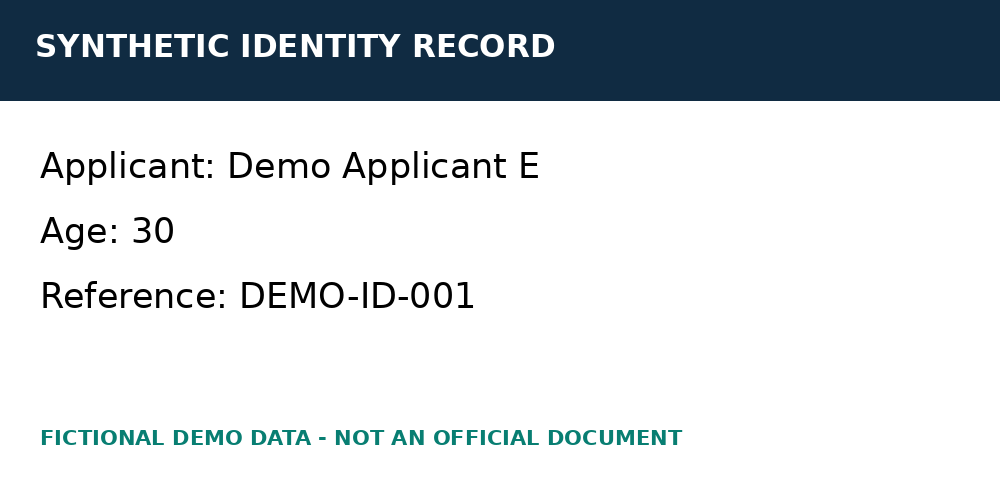 SYNTHETIC IDENTITY RECORD
Applicant: Demo Applicant E
Age: 30
Reference: DEMO-ID-001
FICTIONAL DEMO DATA - NOT AN OFFICIAL DOCUMENT